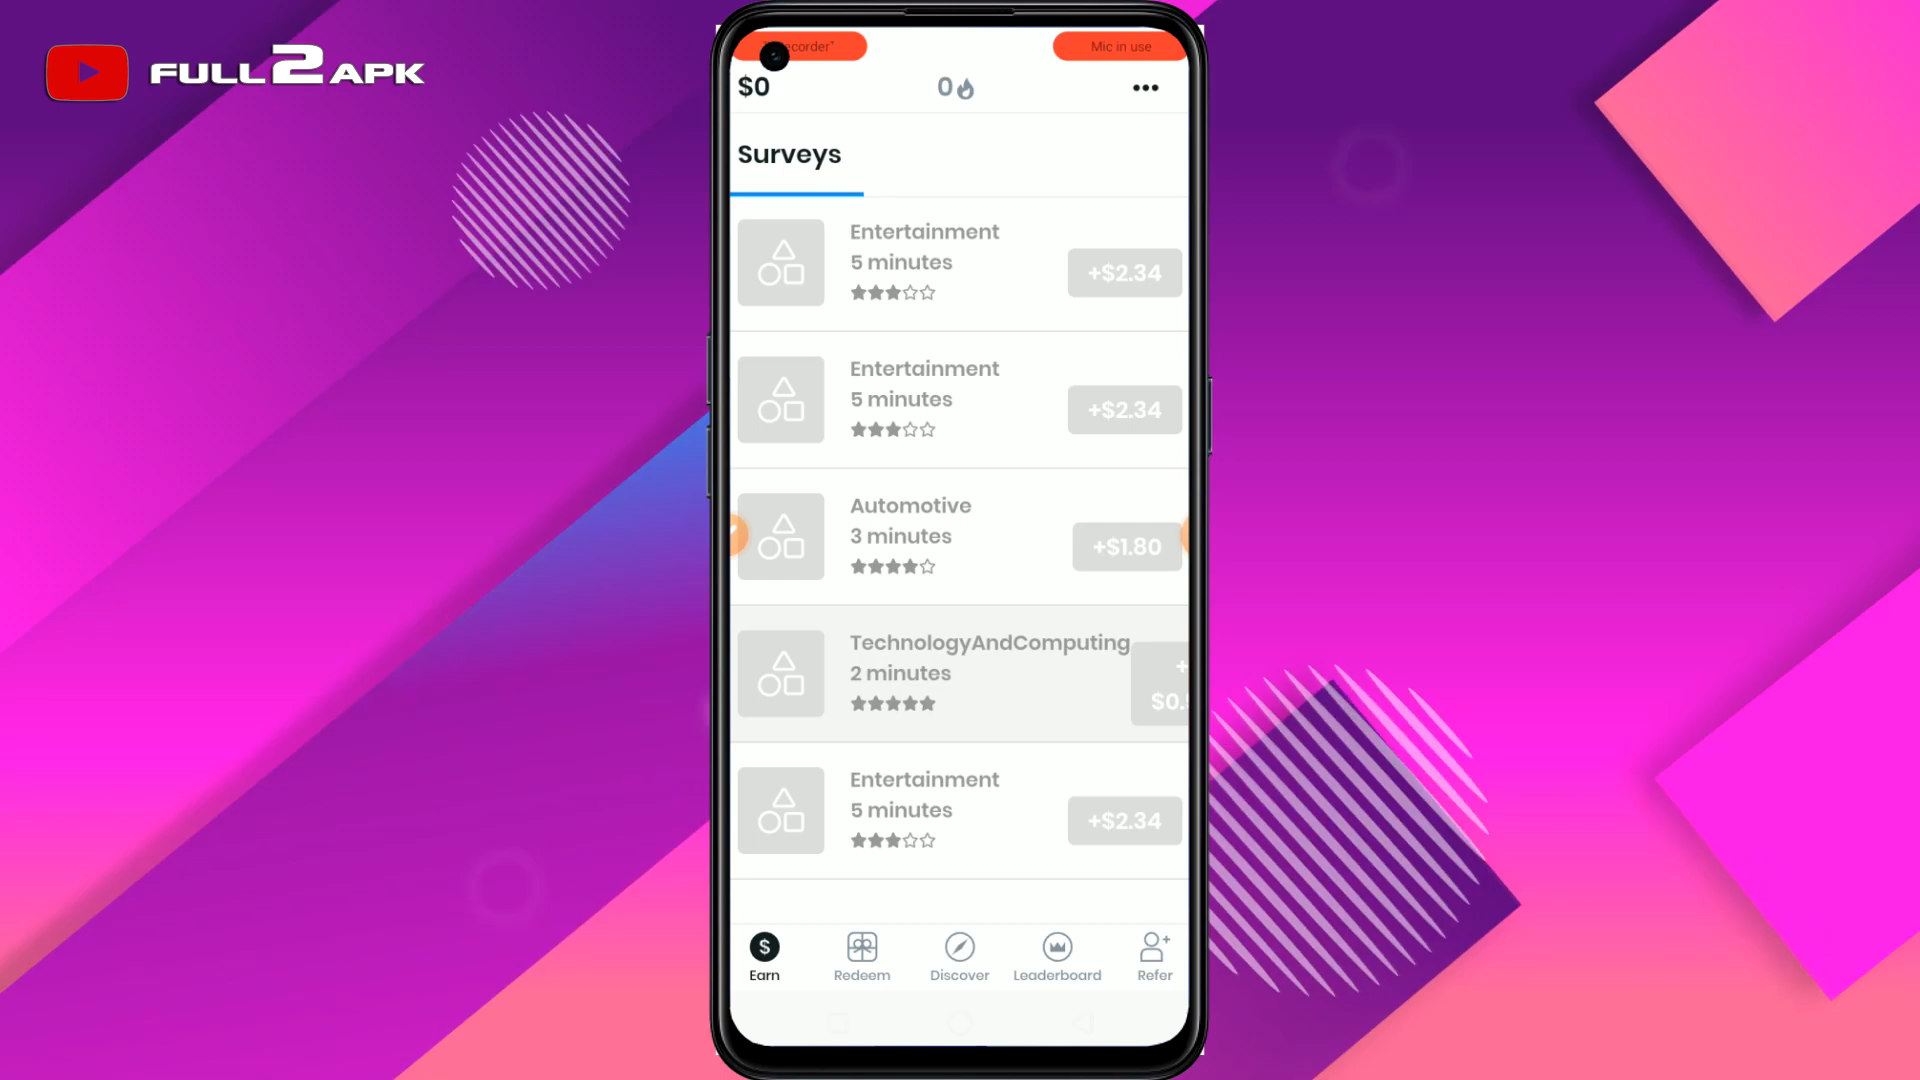 FULL2APK
ecorder"
Mic in use
$0
0
Surveys
Entertainment
5 minutes
+$2.34
Entertainment
5 minutes
+$2.34
Automotive
3 minutes
+$1.80
TechnologyAndComputing
2 minutes
+
$0.
Entertainment
5 minutes
+$2.34
$
Earn
Redeem
Discover
Leaderboard
Refer